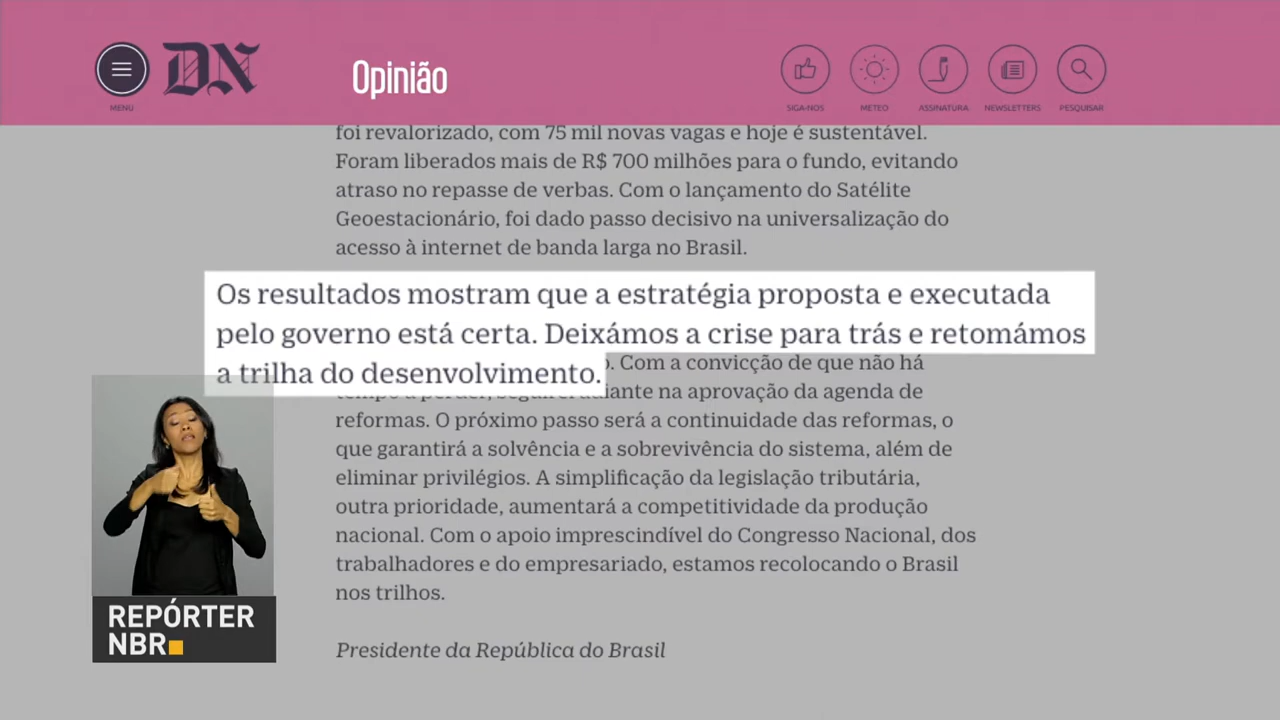 DN
Opinião
MENU
SIGA-NOS
METEO
ASSINATURA
NEWSLETTERS
PESQUISAR
foi revalorizado, com 75 mil novas vagas e hoje é sustentável.
Foram liberados mais de R$ 700 milhões para o fundo, evitando
atraso no repasse de verbas. Com o lançamento do Satélite
Geoestacionário, foi dado passo decisivo na universalização do
acesso à internet de banda larga no Brasil.
Os resultados mostram que a estratégia proposta e executada
pelo governo está certa. Deixámos a crise para trás e retomámos
a trilha do desenvolvimento.
. Com a convicção de que não há
na aprovação da agenda de
reformas. O próximo passo será a continuidade das reformas, o
que garantirá a solvência e a sobrevivência do sistema, além de
eliminar privilégios. A simplificação da legislação tributária,
outra prioridade, aumentará a competitividade da produção
nacional. Com o apoio imprescindível do Congresso Nacional, dos
trabalhadores e do empresariado, estamos recolocando o Brasil
nos trilhos.
Presidente da República do Brasil
REPÓRTER
NBR